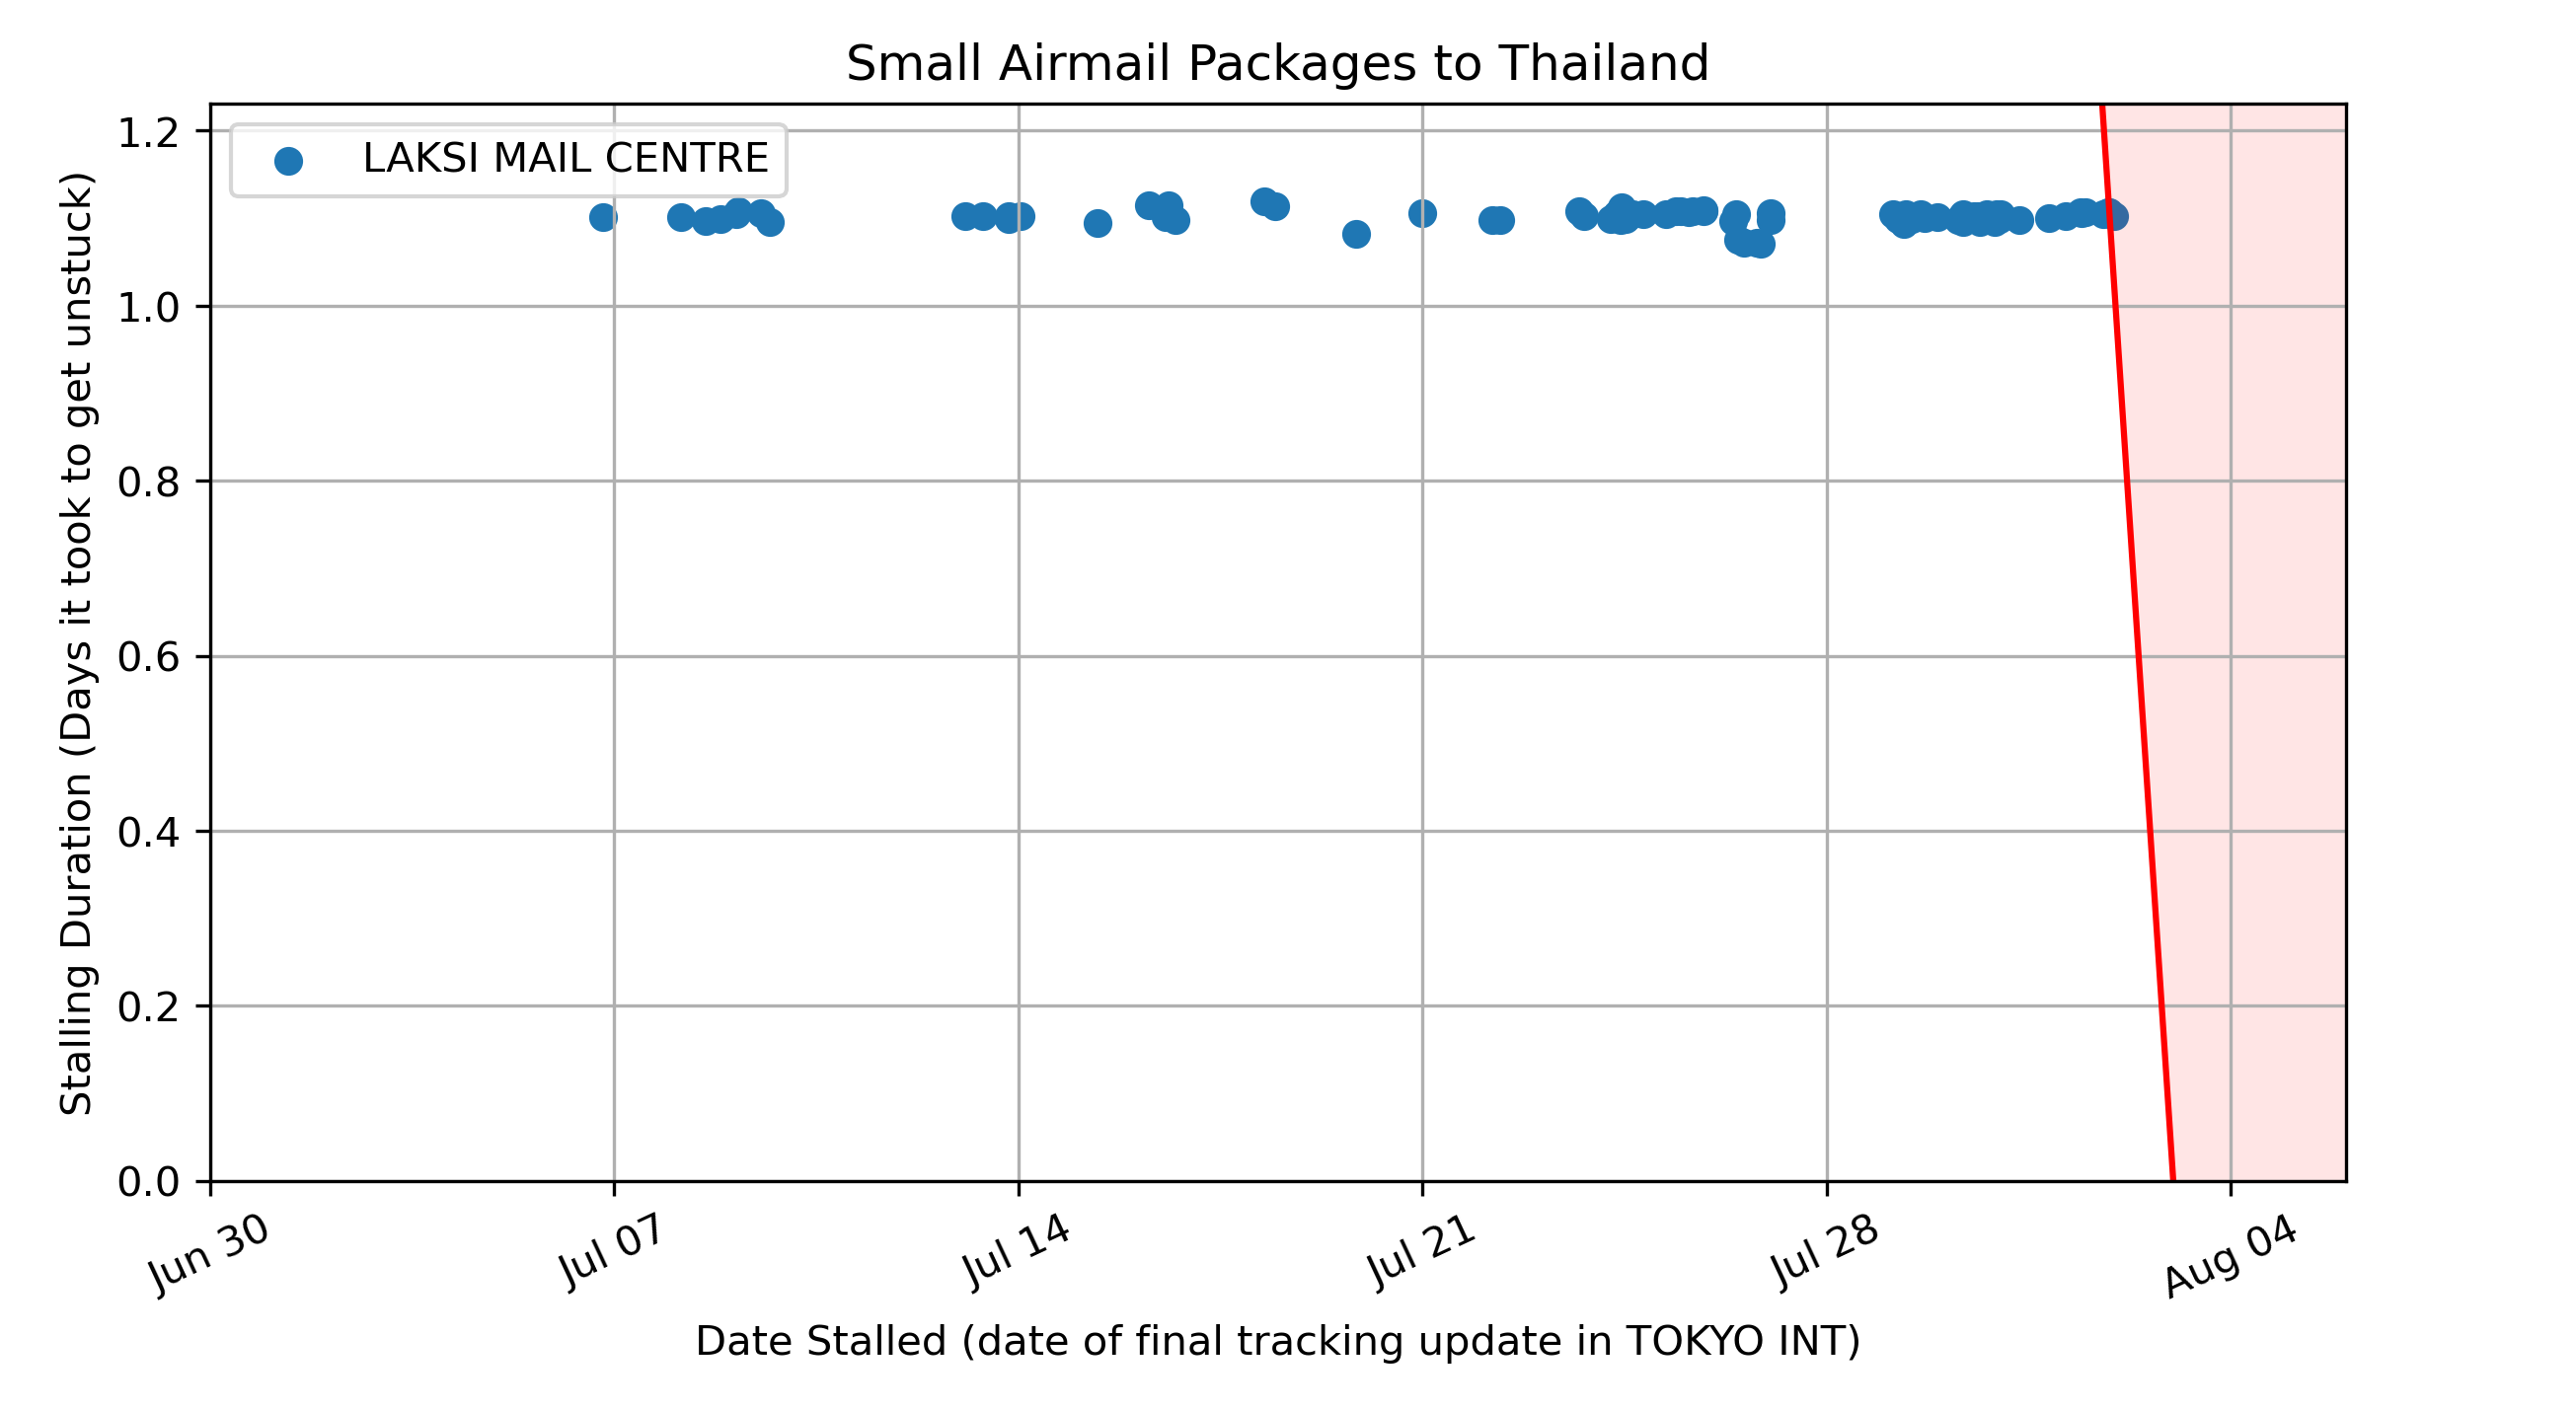 Small Airmail Packages to Thailand
LAKSI MAIL CENTRE
Stalling Duration (Days it took to get unstuck)
1.2
1.0
0.8
0.6
0.4
0.2
0.0
Jun 30
Jul 07
Jul 14
Jul 21
Jul 28
Aug 04
Date Stalled (date of final tracking update in TOKYO INT)